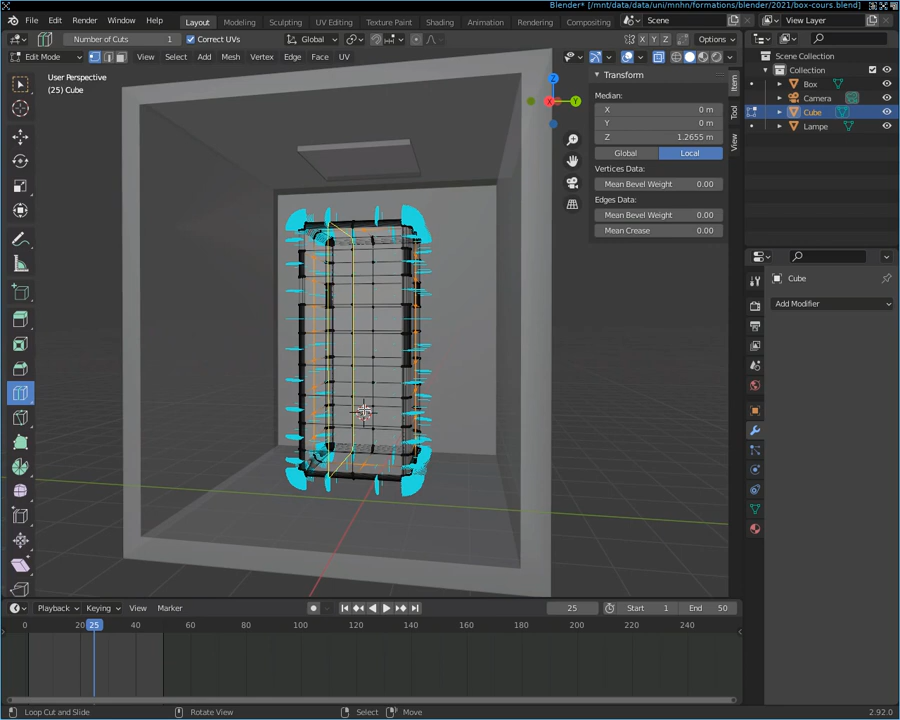 Blender* [/mnt/data/data/uni/mnhn/formations/blender/2021/box-cours.blend]
File Edit Render Window Help Layout Modeling Sculpting UV Editing Texture Paint Shading Animation Rendering Compositing Scene View Layer
Number of Cuts 1 Correct UVs Global Options
Edit Mode View Select Add Mesh Vertex Edge Face UV
User Perspective
(25) Cube
Transform
Median:
X 0 m
Y 0 m
Z 1.2655 m
Global Local
Vertices Data:
Mean Bevel Weight 0.00
Edges Data:
Mean Bevel Weight 0.00
Mean Crease 0.00
Item
Tool
View
Z
X
Y
Scene Collection
Collection
Box
Camera
Cube
Lampe
Cube
Add Modifier
Playback Keying View Marker 25 Start 1 End 50
0 20 25 40 60 80 100 120 140 160 180 200 220 240
Loop Cut and Slide Rotate View Select Move 2.92.0